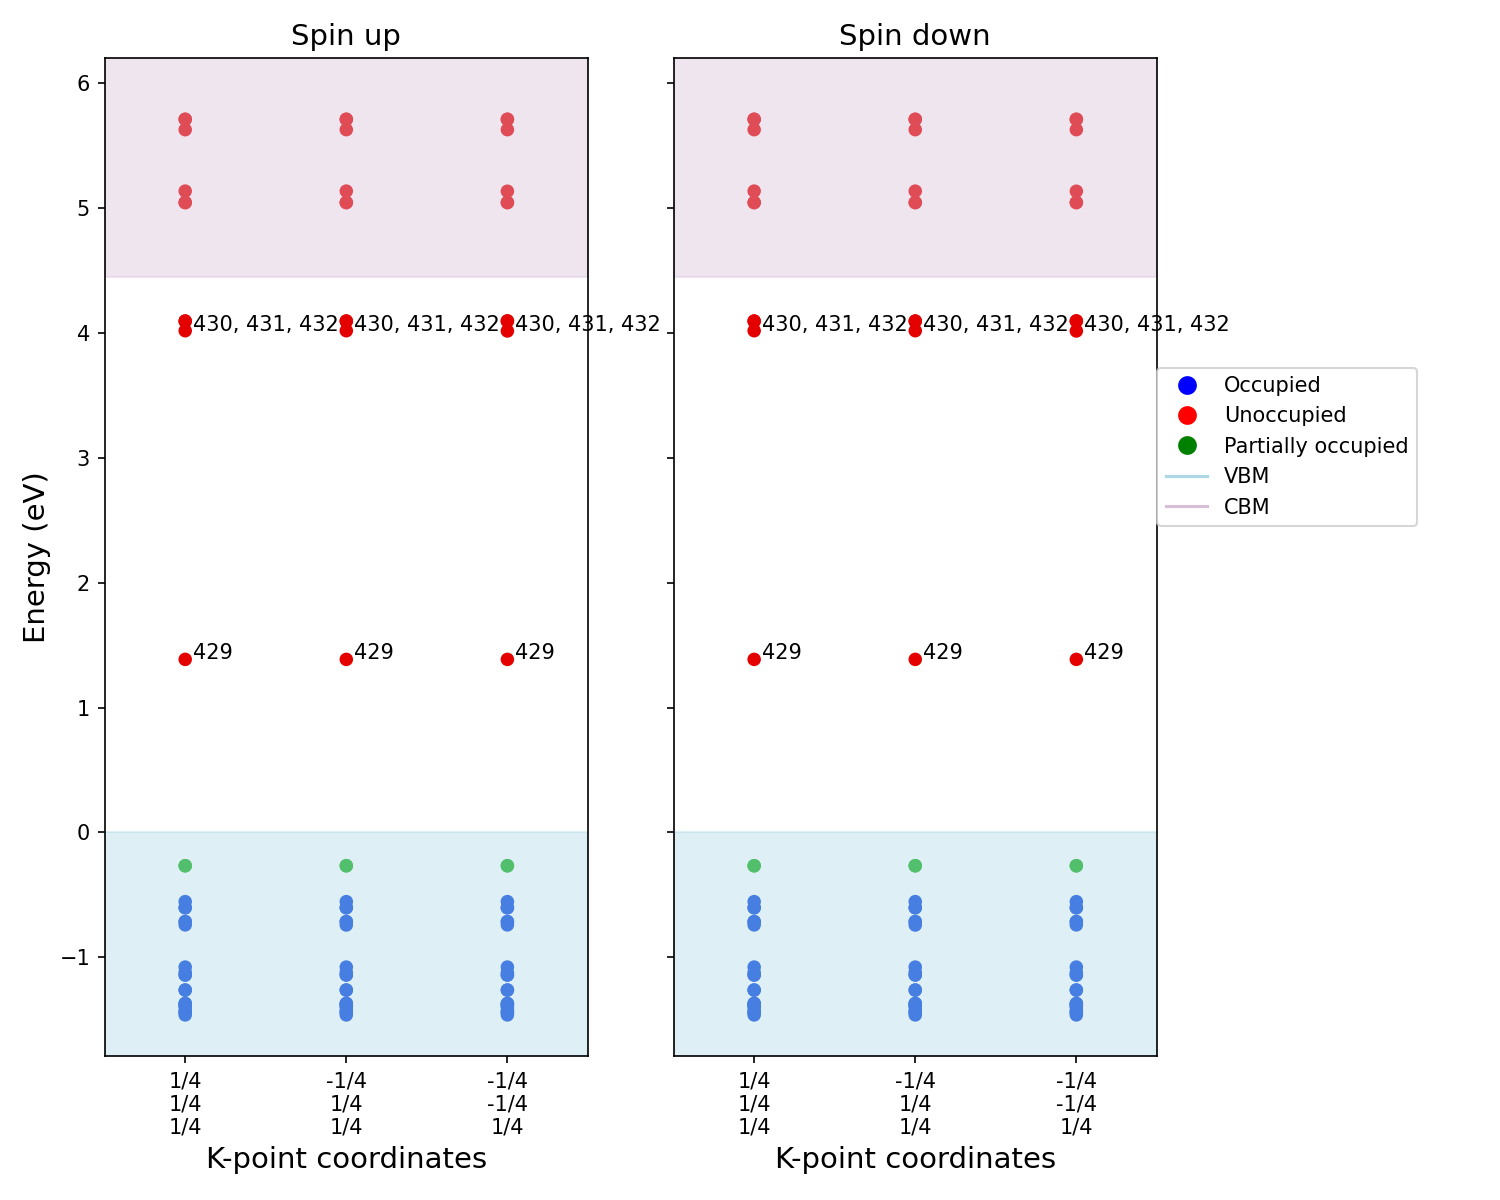 Spin up
Spin down
6
5
4
3
2
1
0
−1
Energy (eV)
430, 431, 432
430, 431, 432
430, 431, 432
429
429
429
430, 431, 432
430, 431, 432
430, 431, 432
429
429
429
Occupied
Unoccupied
Partially occupied
VBM
CBM
1/4
1/4
1/4
-1/4
1/4
1/4
-1/4
-1/4
1/4
1/4
1/4
1/4
-1/4
1/4
1/4
-1/4
-1/4
1/4
K-point coordinates
K-point coordinates